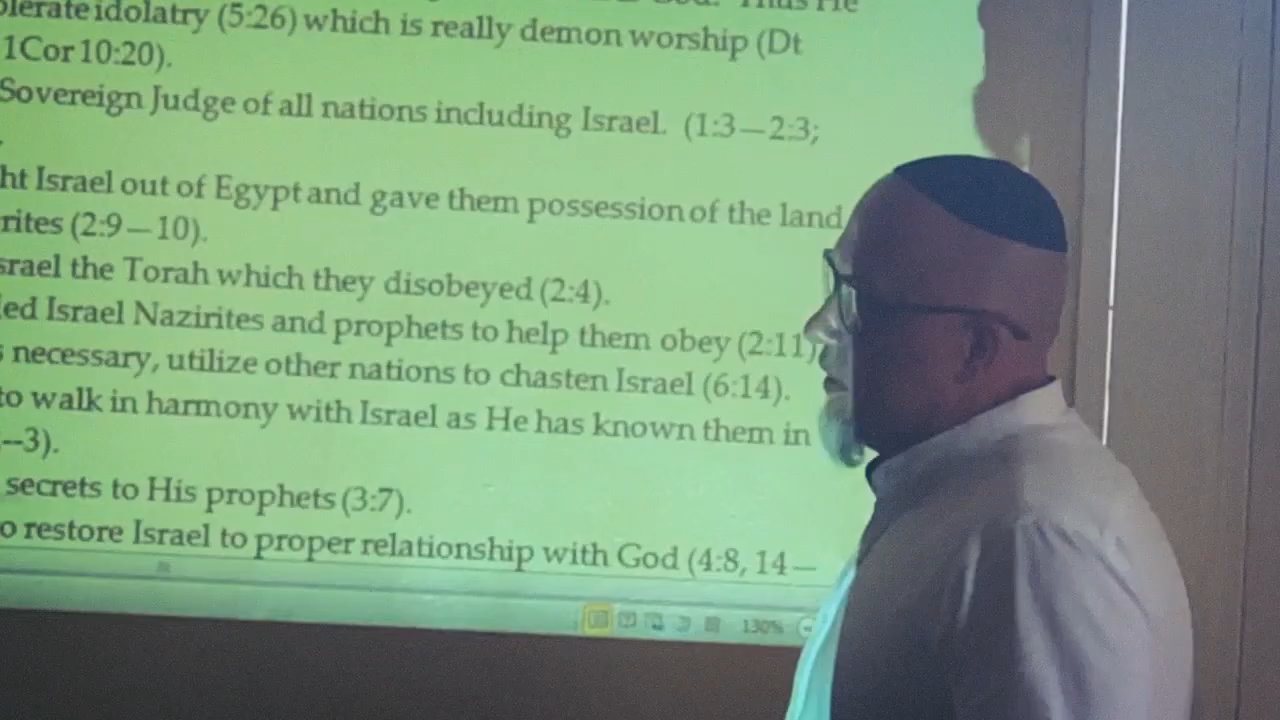 idolatry (5:26) which is really demon worship (Dt
1Cor 10:20).
Sovereign Judge of all nations including Israel. (1:3—2:3;
ht Israel out of Egypt and gave them possession of the land
rites (2:9—10).
srael the Torah which they disobeyed (2:4).
ed Israel Nazirites and prophets to help them obey (2:11)
s necessary, utilize other nations to chasten Israel (6:14).
to walk in harmony with Israel as He has known them in
--3).
secrets to His prophets (3:7).
o restore Israel to proper relationship with God (4:8, 14—
130%